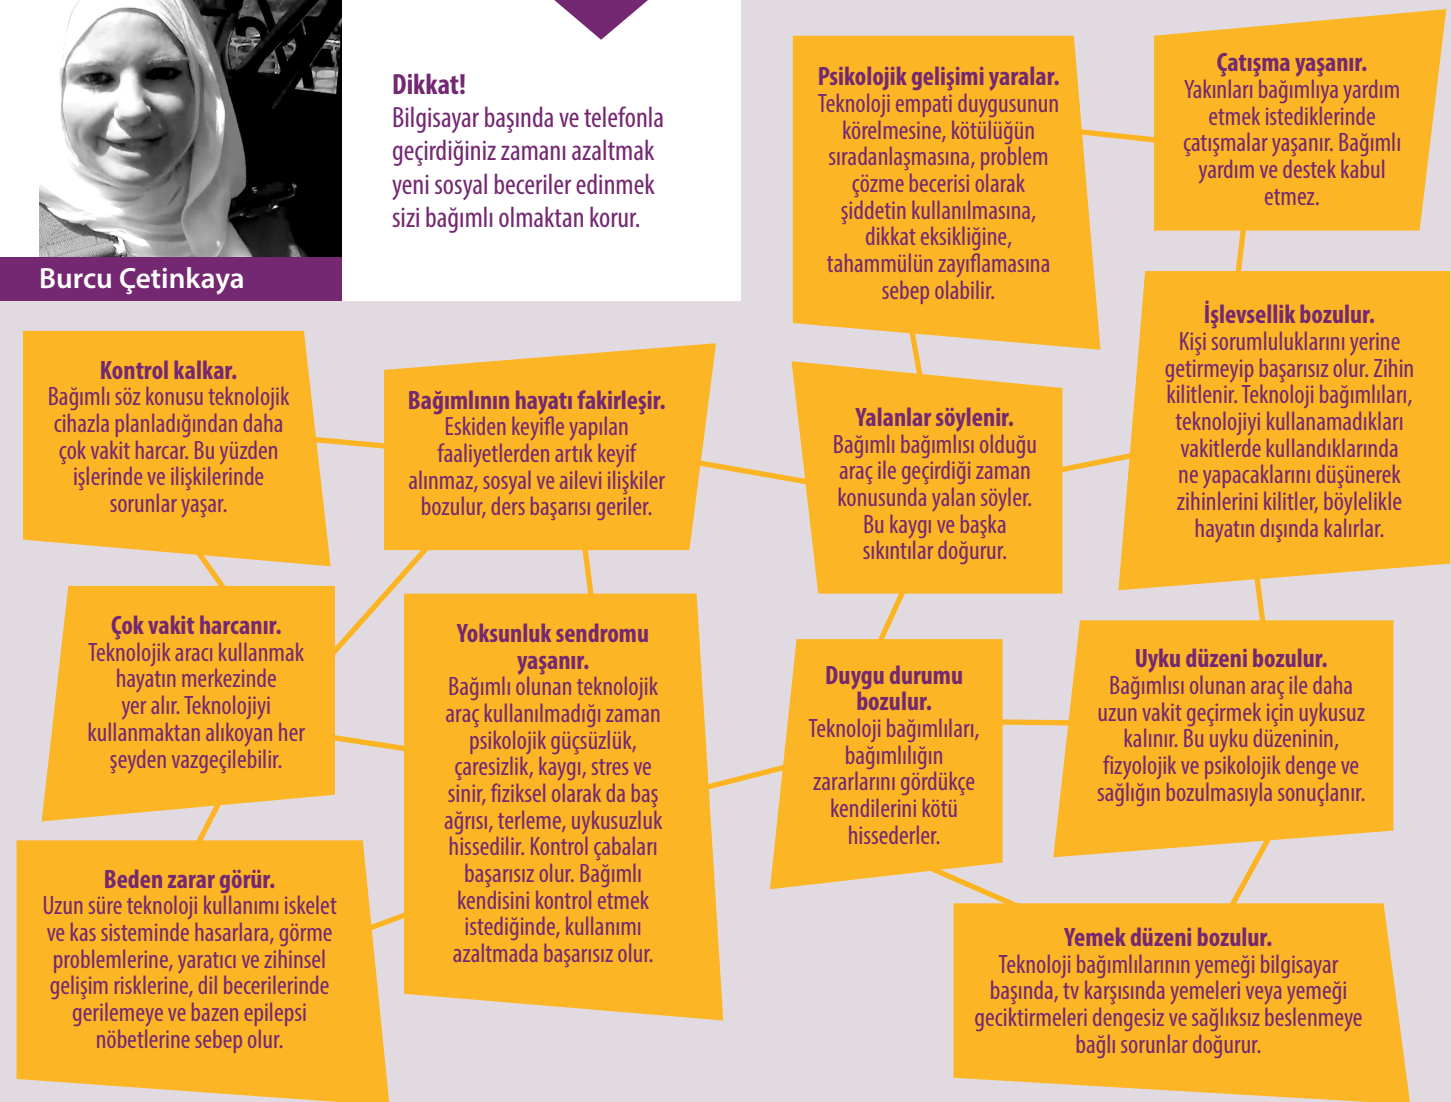 Dikkat!
Bilgisayar başında ve telefonla
geçirdiğiniz zamanı azaltmak
yeni sosyal beceriler edinmek
sizi bağımlı olmaktan korur.
Burcu Çetinkaya
Psikolojik gelişimi yaralar.
Teknoloji empati duygusunun
körelmesine, kötülüğün
sıradanlaşmasına, problem
çözme becerisi olarak
şiddetin kullanılmasına,
dikkat eksikliğine,
tahammülün zayıflamasına
sebep olabilir.
Çatışma yaşanır.
Yakınları bağımlıya yardım
etmek istediklerinde
çatışmalar yaşanır. Bağımlı
yardım ve destek kabul
etmez.
Kontrol kalkar.
Bağımlı söz konusu teknolojik
cihazla planladığından daha
çok vakit harcar. Bu yüzden
işlerinde ve ilişkilerinde
sorunlar yaşar.
Bağımlının hayatı fakirleşir.
Eskiden keyifle yapılan
faaliyetlerden artık keyif
alınmaz, sosyal ve ailevi ilişkiler
bozulur, ders başarısı geriler.
Yalanlar söylenir.
Bağımlı bağımlısı olduğu
araç ile geçirdiği zaman
konusunda yalan söyler.
Bu kaygı ve başka
sıkıntılar doğurur.
İşlevsellik bozulur.
Kişi sorumluluklarını yerine
getirmeyip başarısız olur. Zihin
kilitlenir. Teknoloji bağımlıları,
teknolojiyi kullanamadıkları
vakitlerde kullandıklarında
ne yapacaklarını düşünerek
zihinlerini kilitler, böylelikle
hayatın dışında kalırlar.
Çok vakit harcanır.
Teknolojik aracı kullanmak
hayatın merkezinde
yer alır. Teknolojiyi
kullanmaktan alıkoyan her
şeyden vazgeçilebilir.
Yoksunluk sendromu
yaşanır.
Bağımlı olunan teknolojik
araç kullanılmadığı zaman
psikolojik güçsüzlük,
çaresizlik, kaygı, stres ve
sinir, fiziksel olarak da baş
ağrısı, terleme, uykusuzluk
hissedilir. Kontrol çabaları
başarısız olur. Bağımlı
kendisini kontrol etmek
istediğinde, kullanımı
azaltmada başarısız olur.
Duygu durumu
bozulur.
Teknoloji bağımlıları,
bağımlılığın
zararlarını gördükçe
kendilerini kötü
hissederler.
Uyku düzeni bozulur.
Bağımlısı olunan araç ile daha
uzun vakit geçirmek için uykusuz
kalınır. Bu uyku düzeninin,
fizyolojik ve psikolojik denge ve
sağlığın bozulmasıyla sonuçlanır.
Beden zarar görür.
Uzun süre teknoloji kullanımı iskelet
ve kas sisteminde hasarlara, görme
problemlerine, yaratıcı ve zihinsel
gelişim risklerine, dil becerilerinde
gerilemeye ve bazen epilepsi
nöbetlerine sebep olur.
Yemek düzeni bozulur.
Teknoloji bağımlılarının yemeği bilgisayar
başında, tv karşısında yemeleri veya yemeği
geciktirmeleri dengesiz ve sağlıksız beslenmeye
bağlı sorunlar doğurur.